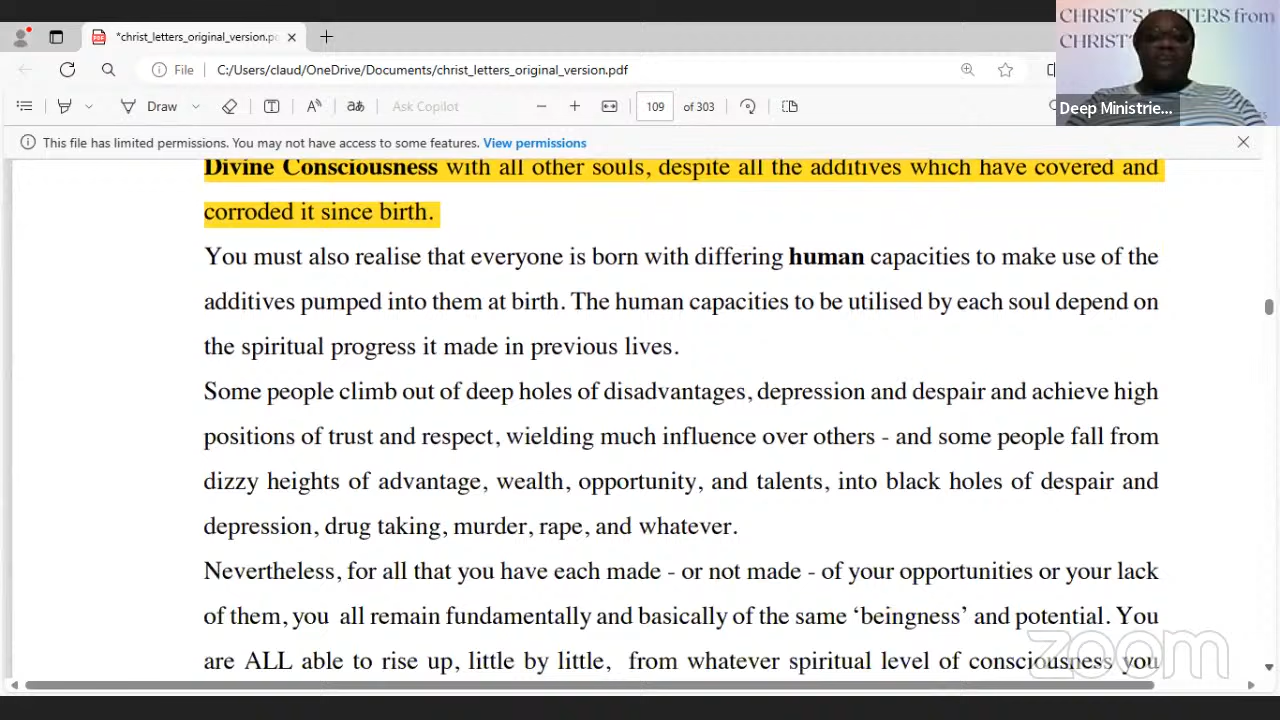 CHRIST'S LETTERS from
CHRIST'
Deep Ministrie...
*christ_letters_original_version.p
File C:/Users/claud/OneDrive/Documents/christ_letters_original_version.pdf
Draw aあ Ask Copilot 109 of 303
This file has limited permissions. You may not have access to some features. View permissions
Divine Consciousness with all other souls, despite all the additives which have covered and
corroded it since birth.
You must also realise that everyone is born with differing human capacities to make use of the
additives pumped into them at birth. The human capacities to be utilised by each soul depend on
the spiritual progress it made in previous lives.
Some people climb out of deep holes of disadvantages, depression and despair and achieve high
positions of trust and respect, wielding much influence over others - and some people fall from
dizzy heights of advantage, wealth, opportunity, and talents, into black holes of despair and
depression, drug taking, murder, rape, and whatever.
Nevertheless, for all that you have each made - or not made - of your opportunities or your lack
of them, you all remain fundamentally and basically of the same ‘beingness’ and potential. You
are ALL able to rise up, little by little, from whatever spiritual level of consciousness you
zoom